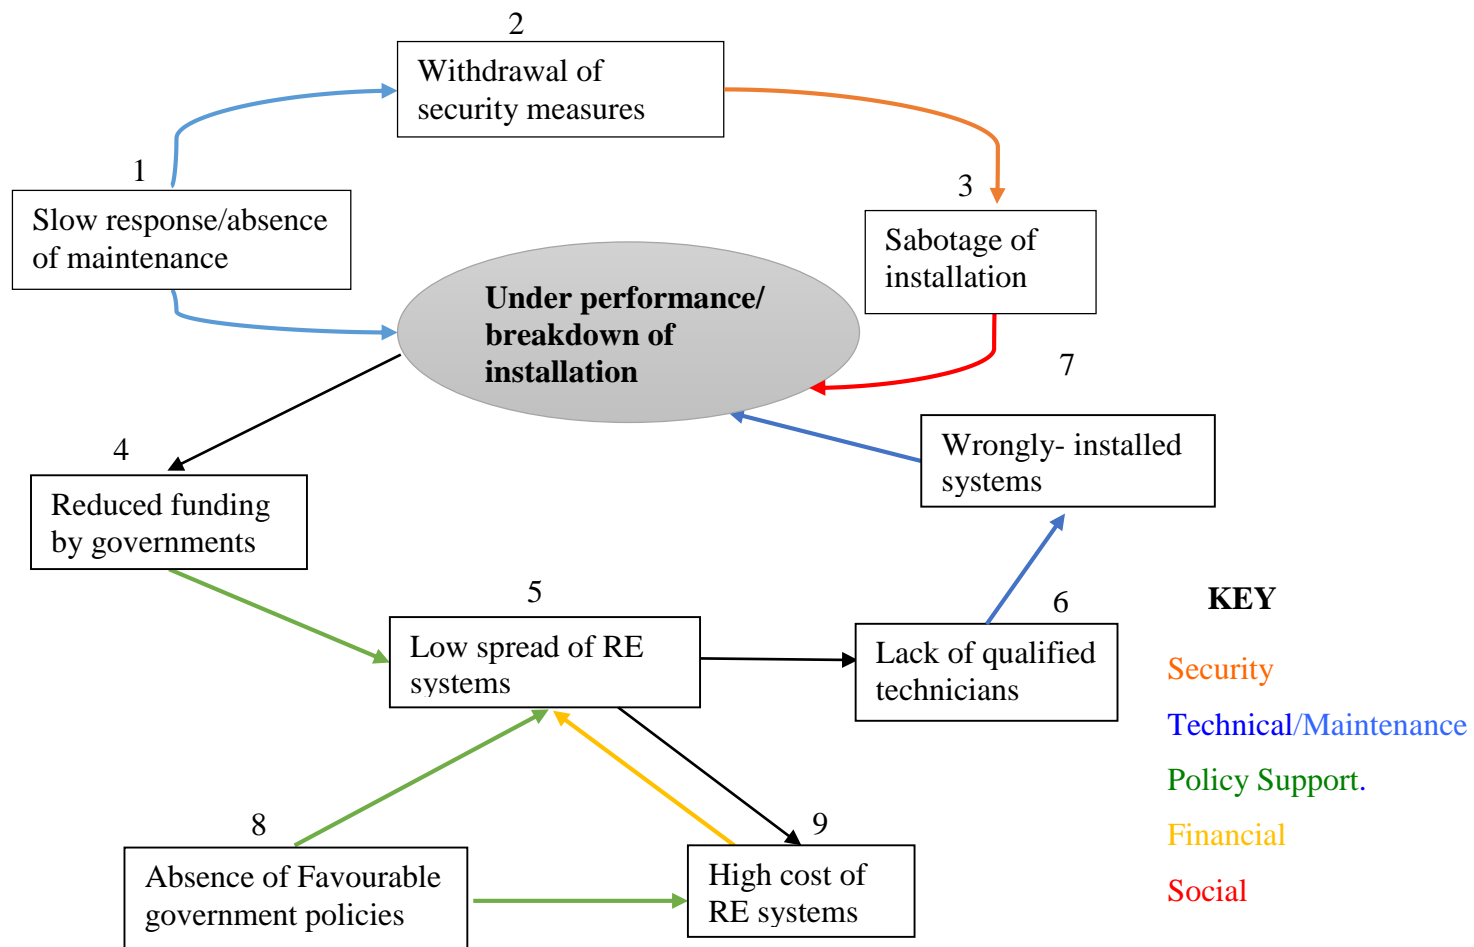 2
Withdrawal of
security measures
1
Slow response/absence
of maintenance
3
Sabotage of
installation
Under performance/
breakdown of
installation
7
Wrongly- installed
systems
4
Reduced funding
by governments
5
Low spread of RE
systems
6
Lack of qualified
technicians
8
Absence of Favourable
government policies
9
High cost of
RE systems
KEY
Security
Technical/Maintenance
Policy Support.
Financial
Social